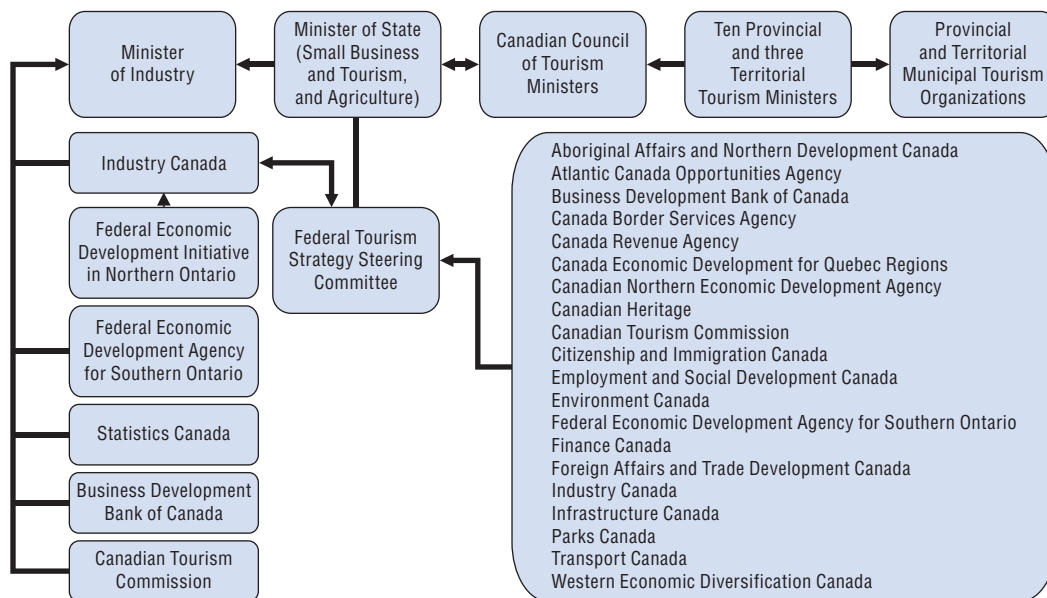 Minister
of Industry
Minister of State
(Small Business
and Tourism,
and Agriculture)
Canadian Council
of Tourism
Ministers
Ten Provincial
and three
Territorial
Tourism Ministers
Provincial
and Territorial
Municipal Tourism
Organizations
Industry Canada
Federal Economic
Development Initiative
in Northern Ontario
Federal Economic
Development Agency
for Southern Ontario
Statistics Canada
Business Development
Bank of Canada
Canadian Tourism
Commission
Federal Tourism
Strategy Steering
Committee
Aboriginal Affairs and Northern Development Canada
Atlantic Canada Opportunities Agency
Business Development Bank of Canada
Canada Border Services Agency
Canada Revenue Agency
Canada Economic Development for Quebec Regions
Canadian Northern Economic Development Agency
Canadian Heritage
Canadian Tourism Commission
Citizenship and Immigration Canada
Employment and Social Development Canada
Environment Canada
Federal Economic Development Agency for Southern Ontario
Finance Canada
Foreign Affairs and Trade Development Canada
Industry Canada
Infrastructure Canada
Parks Canada
Transport Canada
Western Economic Diversification Canada